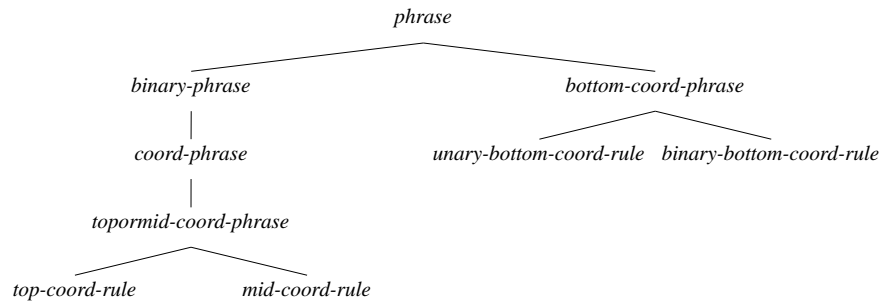 phrase
binary-phrase bottom-coord-phrase
coord-phrase unary-bottom-coord-rule binary-bottom-coord-rule
topormid-coord-phrase
top-coord-rule mid-coord-rule